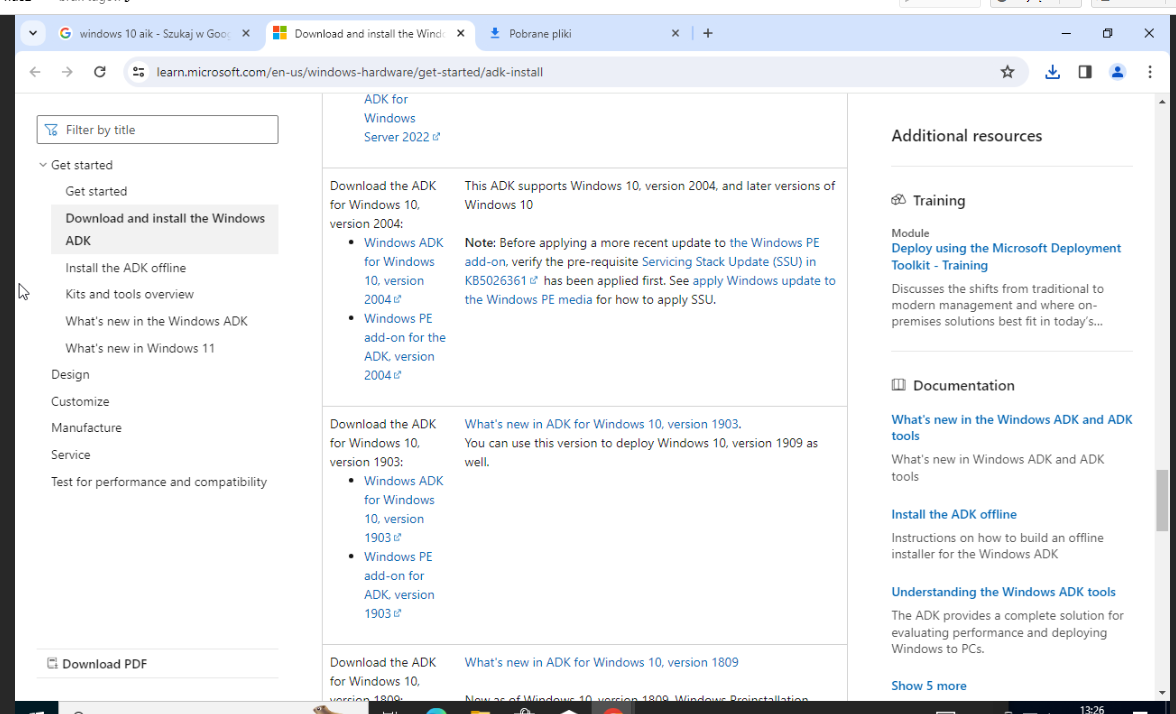 windows 10 aik - Szukaj w Goo
Download and install the Wind
Pobrane pliki
learn.microsoft.com/en-us/windows-hardware/get-started/adk-install
Filter by title
Get started
Get started
Download and install the Windows
ADK
Install the ADK offline
Kits and tools overview
What's new in the Windows ADK
What's new in Windows 11
Design
Customize
Manufacture
Service
Test for performance and compatibility
Download PDF
ADK for
Windows
Server 2022
Download the ADK
for Windows 10,
version 2004:
Windows ADK
for Windows
10, version
2004
Windows PE
add-on for the
ADK, version
2004
This ADK supports Windows 10, version 2004, and later versions of
Windows 10
Note: Before applying a more recent update to the Windows PE
add-on, verify the pre-requisite Servicing Stack Update (SSU) in
KB5026361 has been applied first. See apply Windows update to
the Windows PE media for how to apply SSU.
Download the ADK
for Windows 10,
version 1903:
Windows ADK
for Windows
10, version
1903
Windows PE
add-on for
ADK, version
1903
What's new in ADK for Windows 10, version 1903.
You can use this version to deploy Windows 10, version 1909 as
well.
Download the ADK
for Windows 10,
version 1809:
What's new in ADK for Windows 10, version 1809
New as of Windows 10, version 1809, Windows Preinstallation
Additional resources
Training
Module
Deploy using the Microsoft Deployment
Toolkit - Training
Discusses the shifts from traditional to
modern management and where on-
premises solutions best fit in today's...
Documentation
What's new in the Windows ADK and ADK
tools
What's new in Windows ADK and ADK
tools
Install the ADK offline
Instructions on how to build an offline
installer for the Windows ADK
Understanding the Windows ADK tools
The ADK provides a complete solution for
evaluating performance and deploying
Windows to PCs.
Show 5 more
13:26